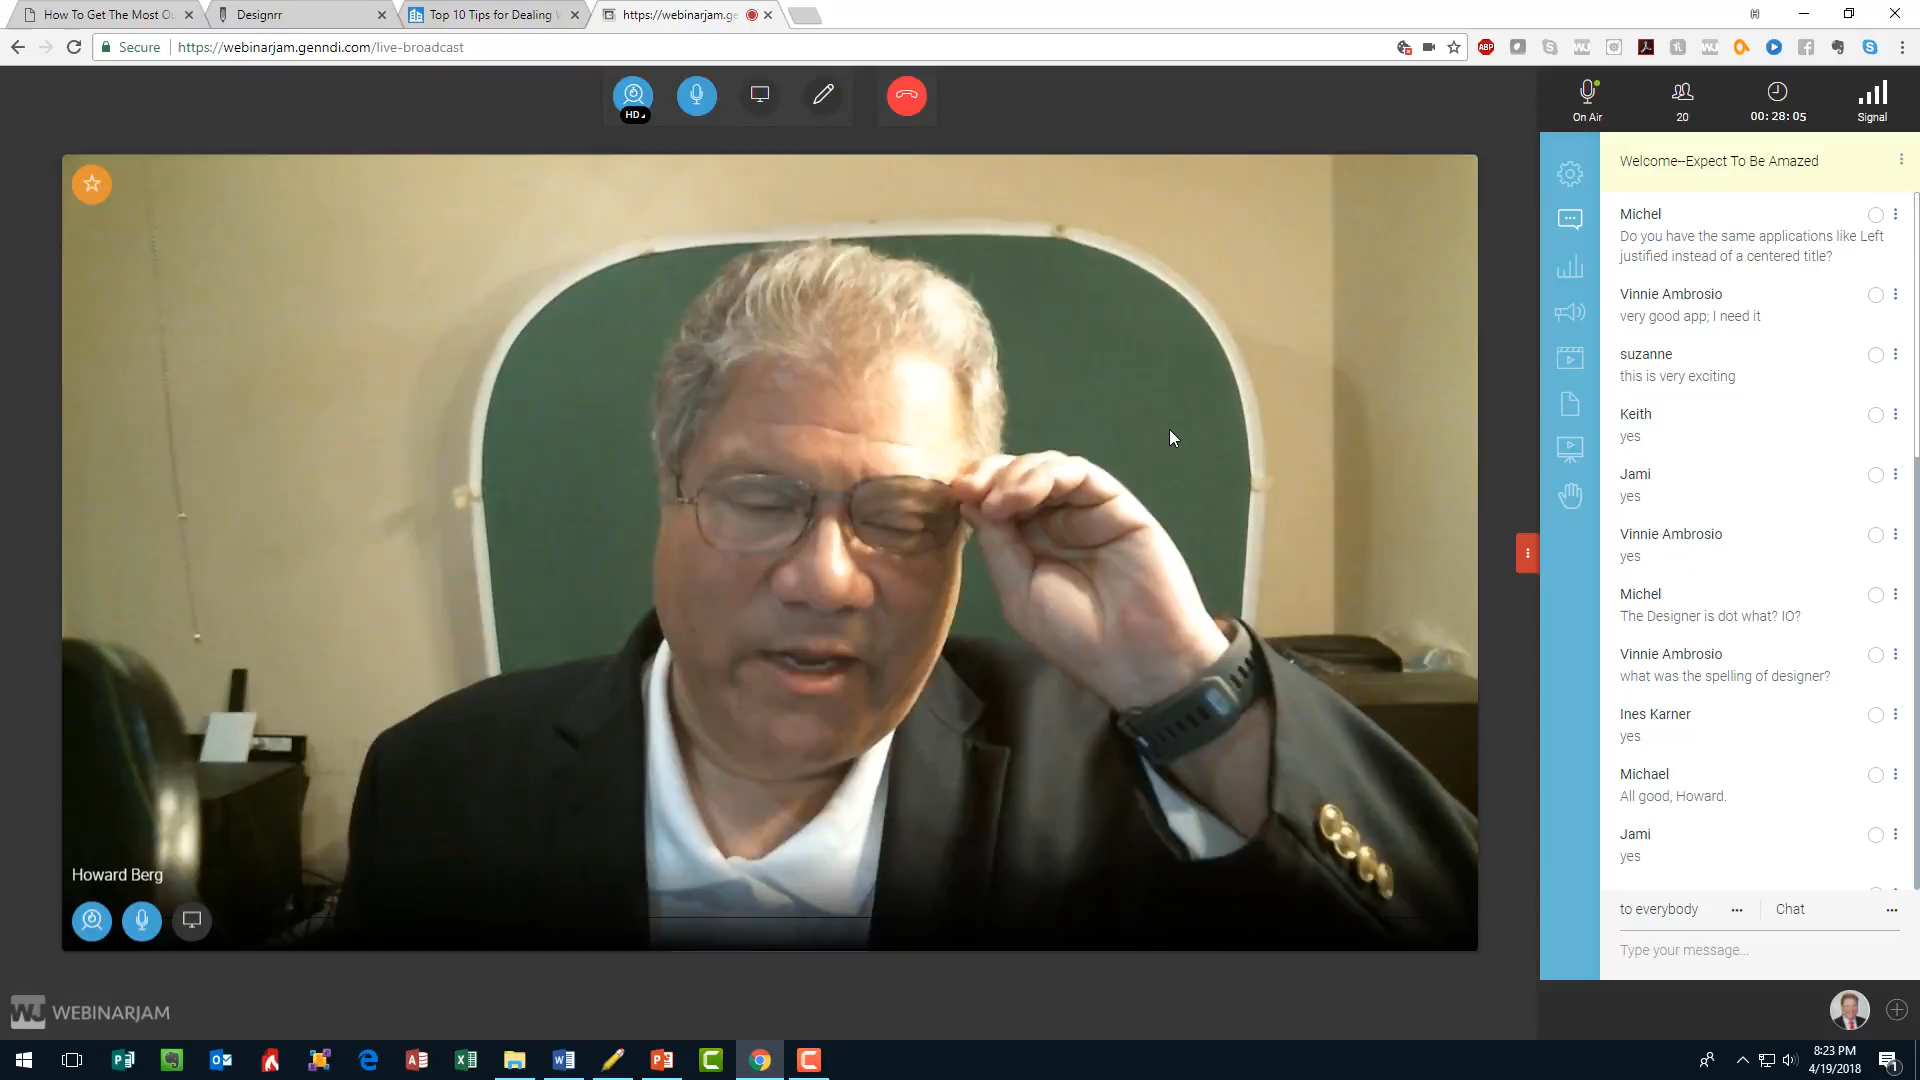 How To Get The Most O
Designrr
Top 10 Tips for Dealing
https://webinarjam.ge
Secure
https://webinarjam.genndi.com/live-broadcast
ABP
HD
On Air
20
00:28:05
Signal
Welcome--Expect To Be Amazed
Michel
Do you have the same applications like Left
justified instead of a centered title?
Vinnie Ambrosio
very good app; I need it
suzanne
this is very exciting
Keith
yes
Jami
yes
Vinnie Ambrosio
yes
Michel
The Designer is dot what? IO?
Vinnie Ambrosio
what was the spelling of designer?
Ines Karner
yes
Michael
All good, Howard.
Jami
yes
to everybody
Chat
Type your message...
Howard Berg
WJ WEBINARJAM
8:23 PM
4/19/2018